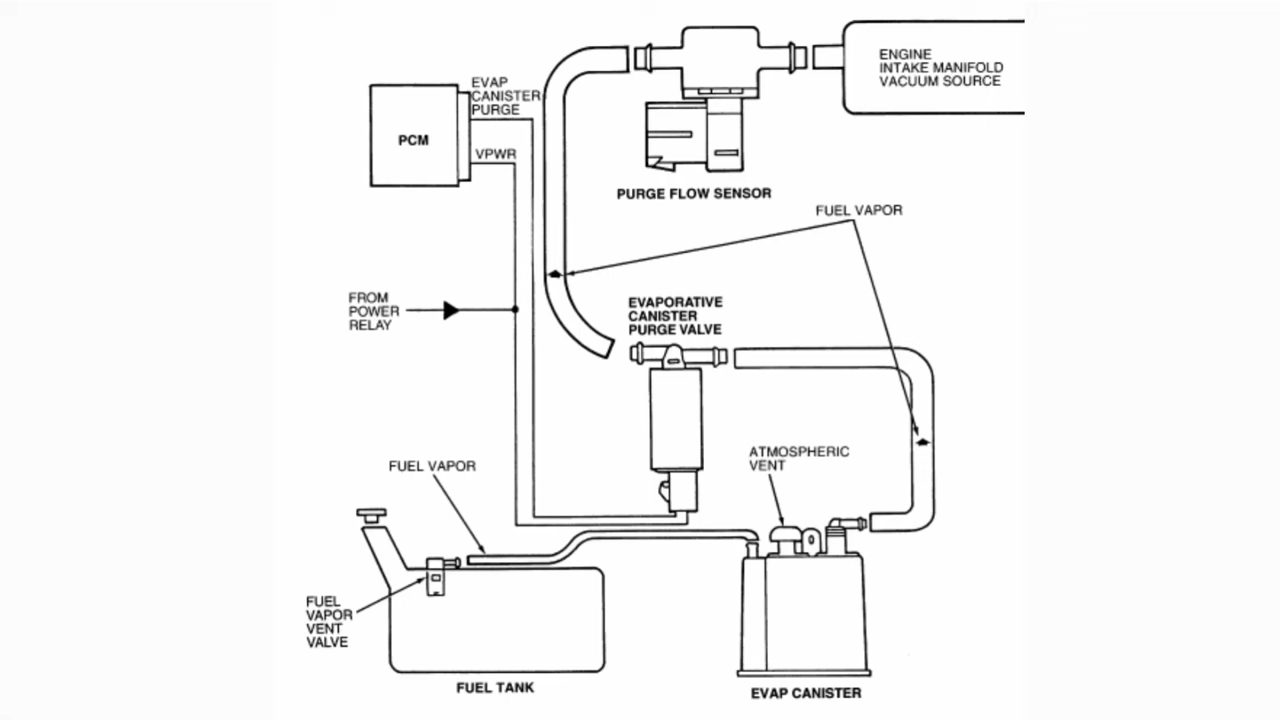 ENGINE
INTAKE MANIFOLD
VACUUM SOURCE
EVAP
CANISTER
PURGE
PCM
VPWR
PURGE FLOW SENSOR
FUEL VAPOR
FROM
POWER
RELAY
EVAPORATIVE
CANISTER
PURGE VALVE
FUEL VAPOR
ATMOSPHERIC
VENT
FUEL
VAPOR
VENT
VALVE
FUEL TANK
EVAP CANISTER